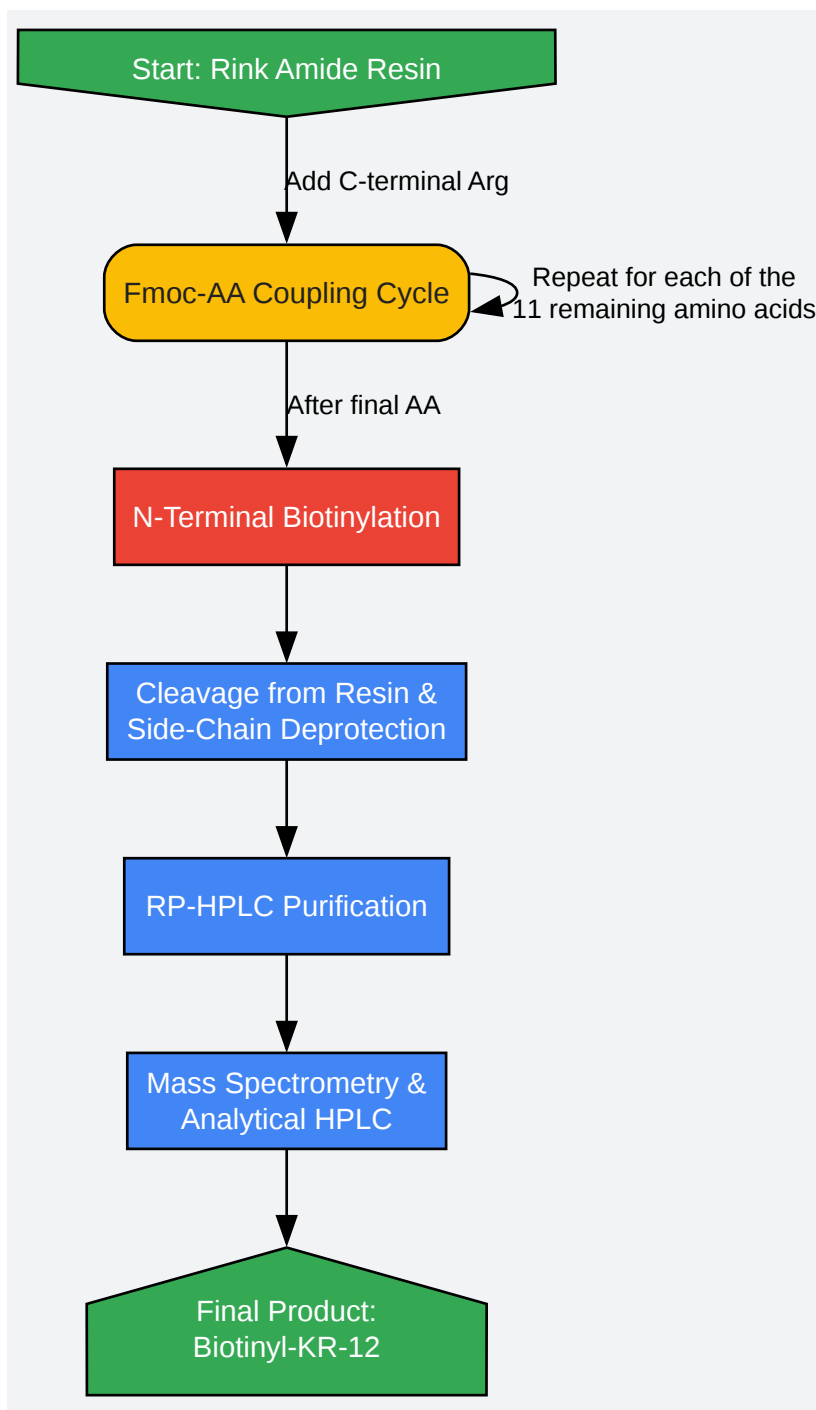 Start: Rink Amide Resin
Add C-terminal Arg
Fmoc-AA Coupling Cycle
Repeat for each of the
11 remaining amino acids
After final AA
N-Terminal Biotinylation
Cleavage from Resin &
Side-Chain Deprotection
RP-HPLC Purification
Mass Spectrometry &
Analytical HPLC
Final Product:
Biotinyl-KR-12